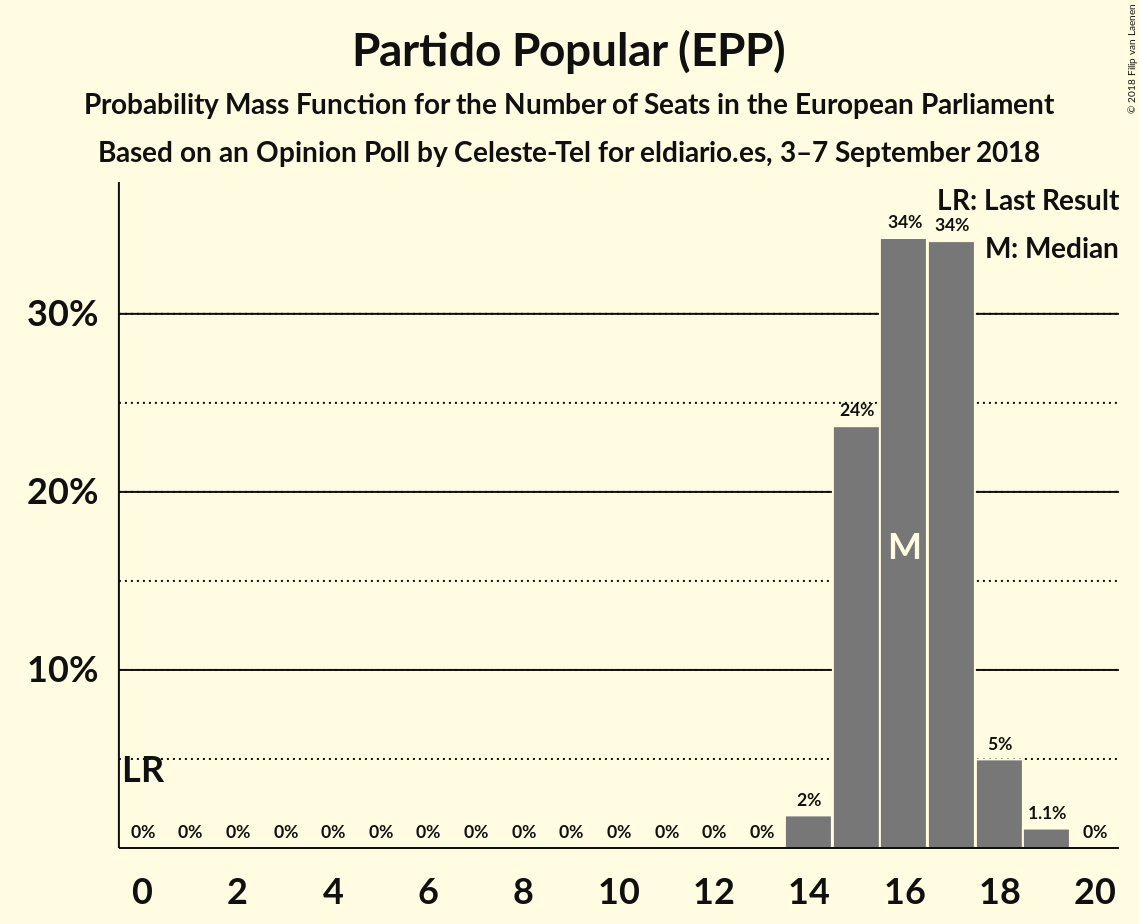 Partido Popular (EPP)
Probability Mass Function for the Number of Seats in the European Parliament
Based on an Opinion Poll by Celeste-Tel for eldiario.es, 3–7 September 2018
© 2018 Filip van Laenen
LR: Last Result
M: Median
34% 34%
30%
24%
20%
M
10%
5%
LR
2%
1.1%
0% 0% 0% 0% 0% 0% 0% 0% 0% 0% 0% 0% 0% 0% 0%
0 2 4 6 8 10 12 14 16 18 20